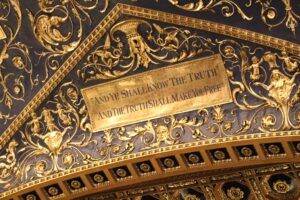 AND YE SHALL KNOW THE TRUTH
AND THE TRUTH SHALL MAKE YOU FREE